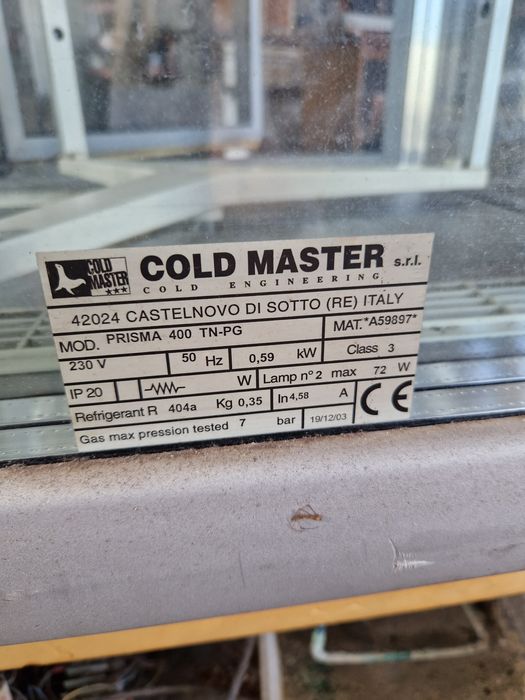 COLD MASTER ★★★
COLD MASTER s.r.l.
COLD ENGINEERING
42024 CASTELNOVO DI SOTTO (RE) ITALY
MOD. PRISMA 400 TN-PG MAT.*A59897*
230 V 50 Hz 0,59 kW Class 3
IP 20 W Lamp n° 2 max 72 W
Refrigerant R 404a Kg 0,35 In 4,58 A CE
Gas max pression tested 7 bar 19/12/03